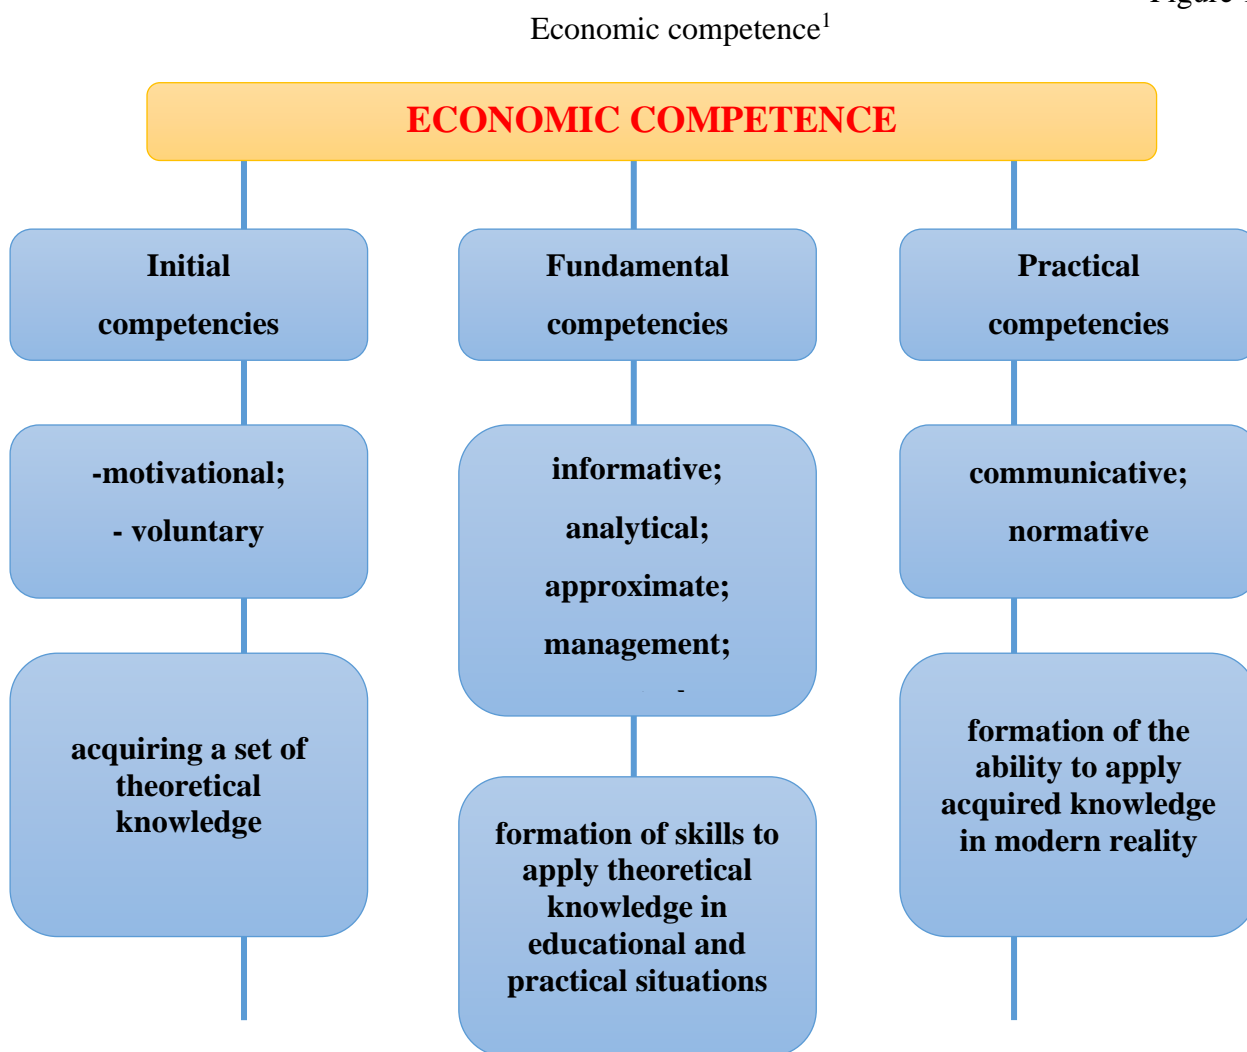 Figure 1
Economic competence¹
ECONOMIC COMPETENCE
Initial
competencies
Fundamental
competencies
Practical
competencies
-motivational;
- voluntary
informative;
analytical;
approximate;
management;
communicative;
normative
acquiring a set of
theoretical
knowledge
formation of skills to
apply theoretical
knowledge in
educational and
practical situations
formation of the
ability to apply
acquired knowledge
in modern reality